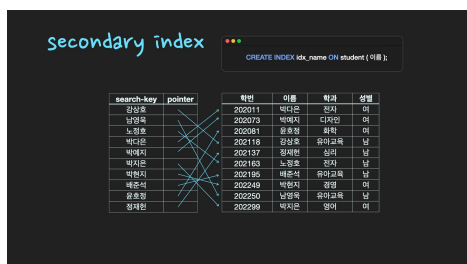 secondary index
CREATE INDEX idx_name ON student ( 이름 );
search-key pointer
강상호
남영욱
노정호
박다은
박예지
박지은
박현지
배준석
윤호정
정재헌
학번 이름 학과 성별
202011 박다은 전자 여
202073 박예지 디자인 여
202081 윤호정 화학 여
202118 강상호 유아교육 남
202137 정재헌 심리 남
202163 노정호 전자 남
202195 배준석 유아교육 남
202249 박현지 경영 여
202250 남영욱 유아교육 남
202299 박지은 영어 여